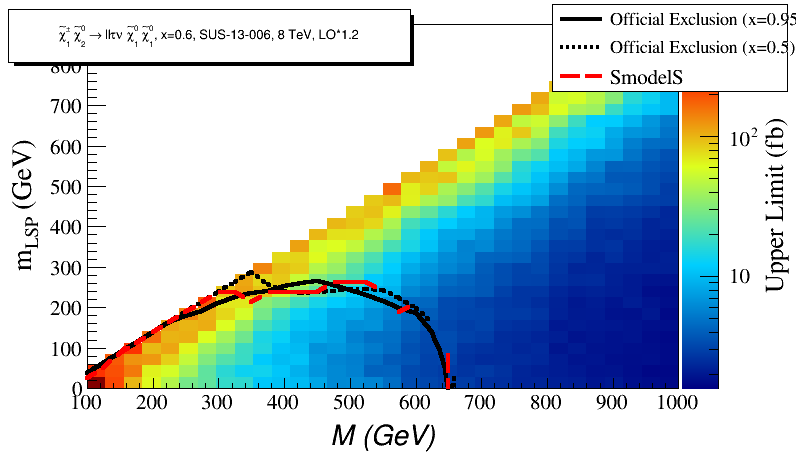 χ̃₁± χ̃₂⁰ → llτν χ̃₁⁰ χ̃₁⁰, x=0.6, SUS-13-006, 8 TeV, LO*1.2
Official Exclusion (x=0.95)
Official Exclusion (x=0.5)
SmodelS
800
700
600
500
400
300
200
100
0
m_LSP (GeV)
100 200 300 400 500 600 700 800 900 1000
M (GeV)
10²
10
Upper Limit (fb)